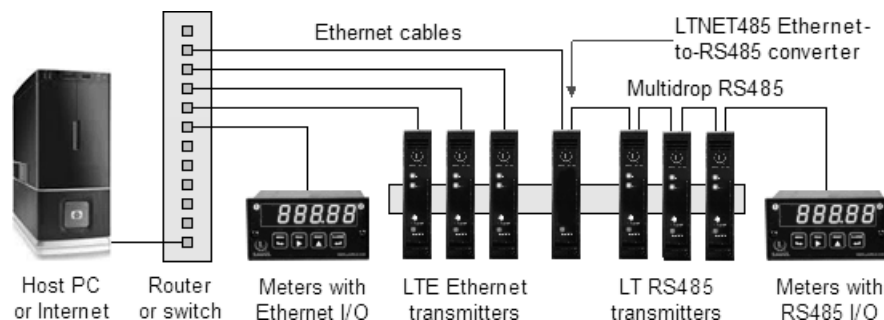 Ethernet cables
LTNET485 Ethernet-
to-RS485 converter
Multidrop RS485
888.88
888.88
Host PC
or Internet
Router
or switch
Meters with
Ethernet I/O
LTE Ethernet
transmitters
LT RS485
transmitters
Meters with
RS485 I/O